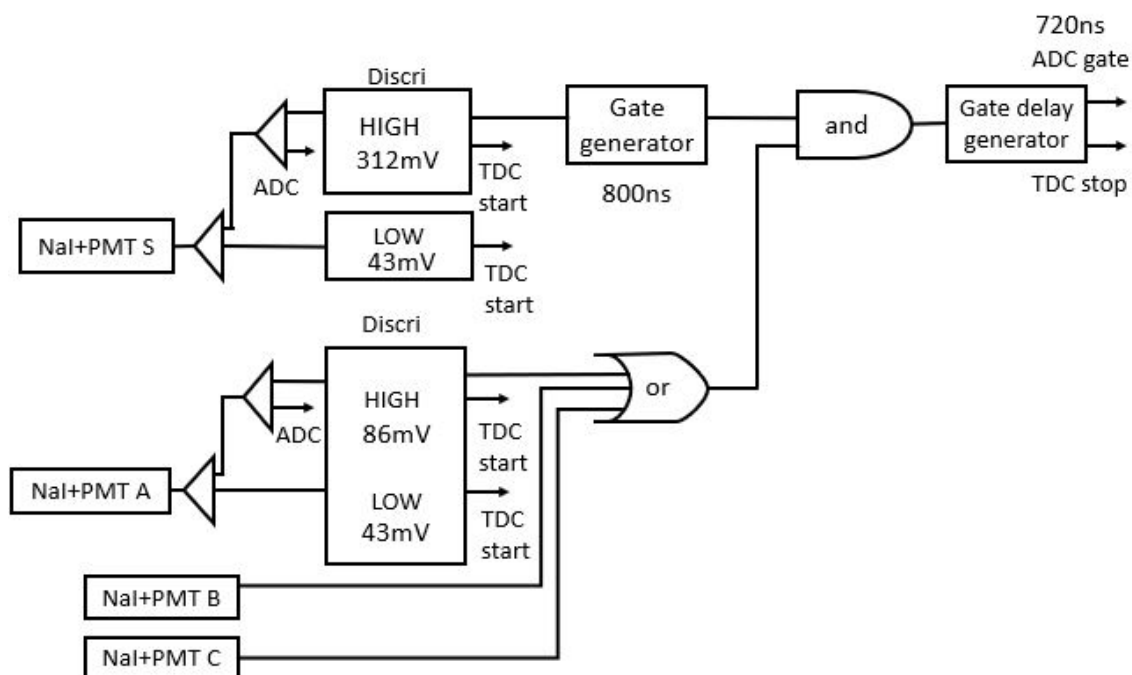 720ns
ADC gate
Discri
HIGH
312mV
ADC
TDC
start
Gate
generator
800ns
and
Gate delay
generator
TDC stop
NaI+PMT S
LOW
43mV
TDC
start
Discri
HIGH
86mV
ADC
TDC
start
or
NaI+PMT A
LOW
43mV
TDC
start
NaI+PMT B
NaI+PMT C